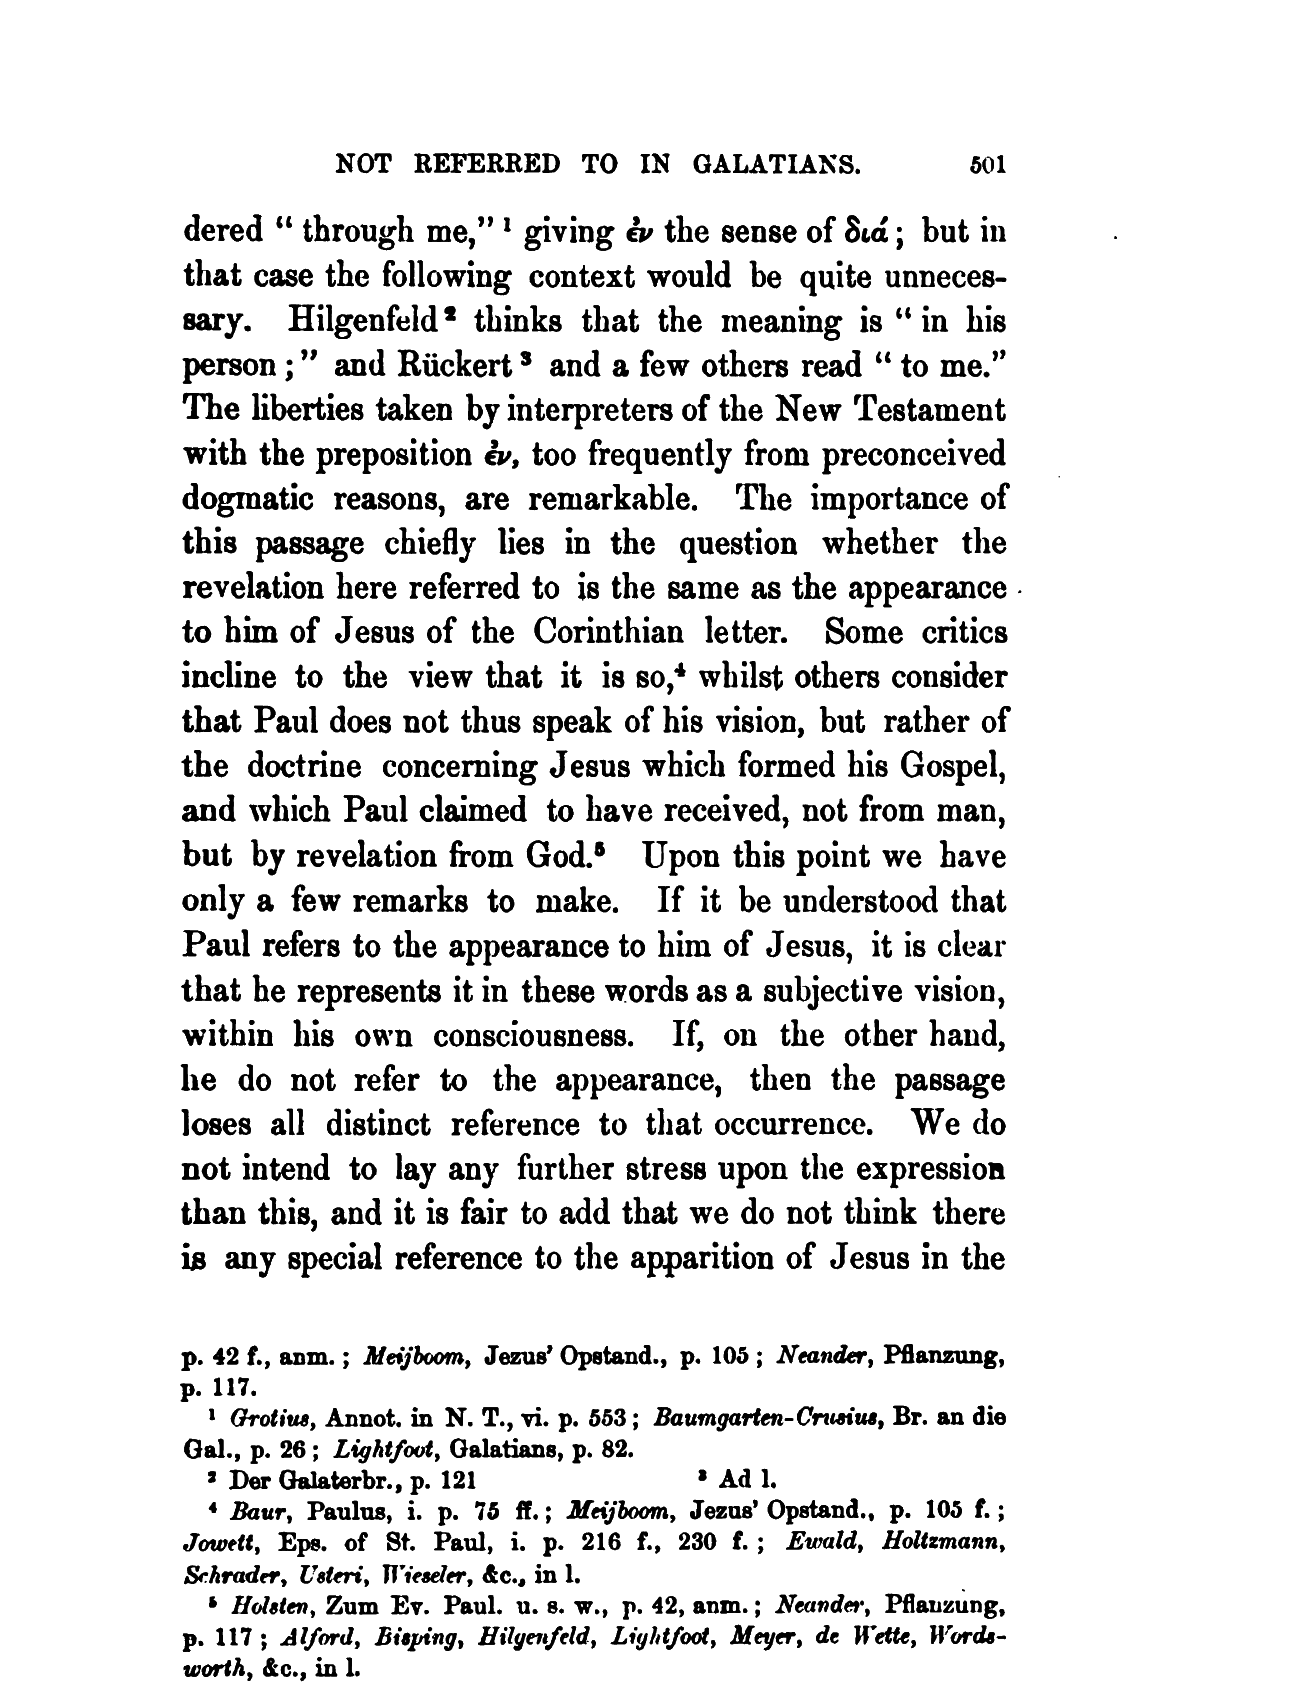 NOT REFERRED TO IN GALATIANS. 501
dered “ through me,” ¹ giving ἐν the sense of διά ; but in
that case the following context would be quite unneces-
sary. Hilgenfeld ² thinks that the meaning is “ in his
person ; ” and Rückert ³ and a few others read “ to me.”
The liberties taken by interpreters of the New Testament
with the preposition ἐν, too frequently from preconceived
dogmatic reasons, are remarkable. The importance of
this passage chiefly lies in the question whether the
revelation here referred to is the same as the appearance
to him of Jesus of the Corinthian letter. Some critics
incline to the view that it is so,⁴ whilst others consider
that Paul does not thus speak of his vision, but rather of
the doctrine concerning Jesus which formed his Gospel,
and which Paul claimed to have received, not from man,
but by revelation from God.⁵ Upon this point we have
only a few remarks to make. If it be understood that
Paul refers to the appearance to him of Jesus, it is clear
that he represents it in these words as a subjective vision,
within his own consciousness. If, on the other hand,
he do not refer to the appearance, then the passage
loses all distinct reference to that occurrence. We do
not intend to lay any further stress upon the expression
than this, and it is fair to add that we do not think there
is any special reference to the apparition of Jesus in the
p. 42 f., anm. ; Meijboom, Jezus’ Opstand., p. 105 ; Neander, Pflanzung,
p. 117.
¹ Grotius, Annot. in N. T., vi. p. 553 ; Baumgarten-Crusius, Br. an die
Gal., p. 26 ; Lightfoot, Galatians, p. 82.
² Der Galaterbr., p. 121 ³ Ad l.
⁴ Baur, Paulus, i. p. 75 ff. ; Meijboom, Jezus’ Opstand., p. 105 f. ;
Jowett, Eps. of St. Paul, i. p. 216 f., 230 f. ; Ewald, Holtzmann,
Schrader, Usteri, Wieseler, &c., in l.
⁵ Holsten, Zum Ev. Paul. u. s. w., p. 42, anm. ; Neander, Pflanzung,
p. 117 ; Alford, Bisping, Hilgenfeld, Lightfoot, Meyer, de Wette, Words-
worth, &c., in l.